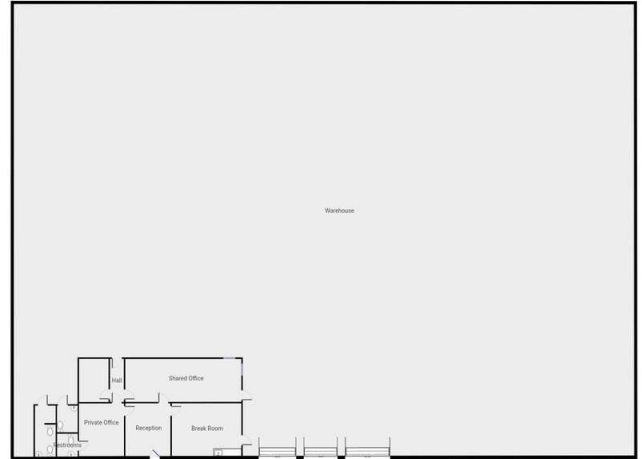 Warehouse
Shared Office
Hall
Private Office
Reception
Break Room
Restrooms